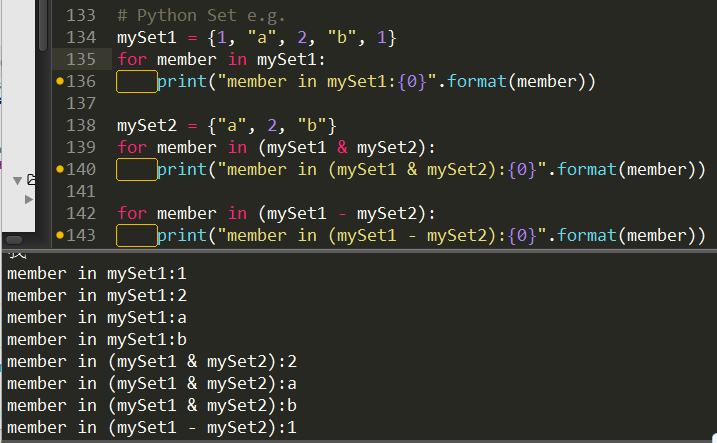 133 # Python Set e.g.
134 mySet1 = {1, "a", 2, "b", 1}
135 for member in mySet1:
136     print("member in mySet1:{0}".format(member))
137
138 mySet2 = {"a", 2, "b"}
139 for member in (mySet1 & mySet2):
140     print("member in (mySet1 & mySet2):{0}".format(member))
141
142 for member in (mySet1 - mySet2):
143     print("member in (mySet1 - mySet2):{0}".format(member))
member in mySet1:1
member in mySet1:2
member in mySet1:a
member in mySet1:b
member in (mySet1 & mySet2):2
member in (mySet1 & mySet2):a
member in (mySet1 & mySet2):b
member in (mySet1 - mySet2):1